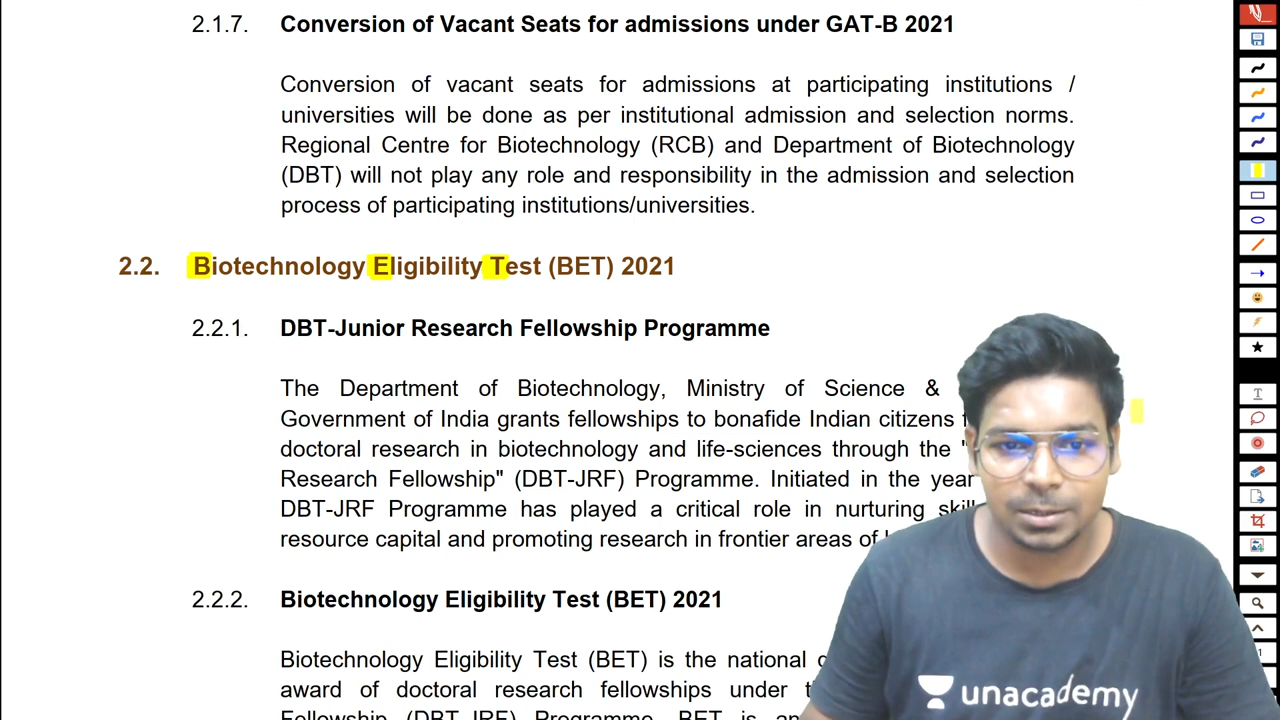 2.1.7. Conversion of Vacant Seats for admissions under GAT-B 2021
Conversion of vacant seats for admissions at participating institutions /
universities will be done as per institutional admission and selection norms.
Regional Centre for Biotechnology (RCB) and Department of Biotechnology
(DBT) will not play any role and responsibility in the admission and selection
process of participating institutions/universities.
2.2. Biotechnology Eligibility Test (BET) 2021
2.2.1. DBT-Junior Research Fellowship Programme
The Department of Biotechnology, Ministry of Science &
Government of India grants fellowships to bonafide Indian citizens
doctoral research in biotechnology and life-sciences through the "
Research Fellowship" (DBT-JRF) Programme. Initiated in the year
DBT-JRF Programme has played a critical role in nurturing
resource capital and promoting research in frontier areas of
2.2.2. Biotechnology Eligibility Test (BET) 2021
Biotechnology Eligibility Test (BET) is the national
award of doctoral research fellowships under
Fellowship (DBT-JRF) Programme. BET is an
unacademy